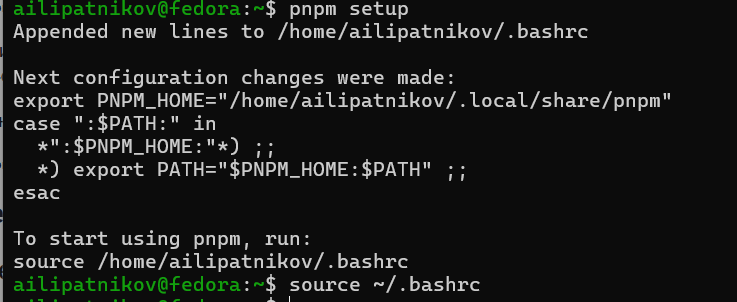 ailipatnikov@fedora:~$ pnpm setup
Appended new lines to /home/ailipatnikov/.bashrc

Next configuration changes were made:
export PNPM_HOME="/home/ailipatnikov/.local/share/pnpm"
case ":$PATH:" in
  *":$PNPM_HOME:"*) ;;
  *) export PATH="$PNPM_HOME:$PATH" ;;
esac

To start using pnpm, run:
source /home/ailipatnikov/.bashrc
ailipatnikov@fedora:~$ source ~/.bashrc
ailipatnikov@fedora:~$